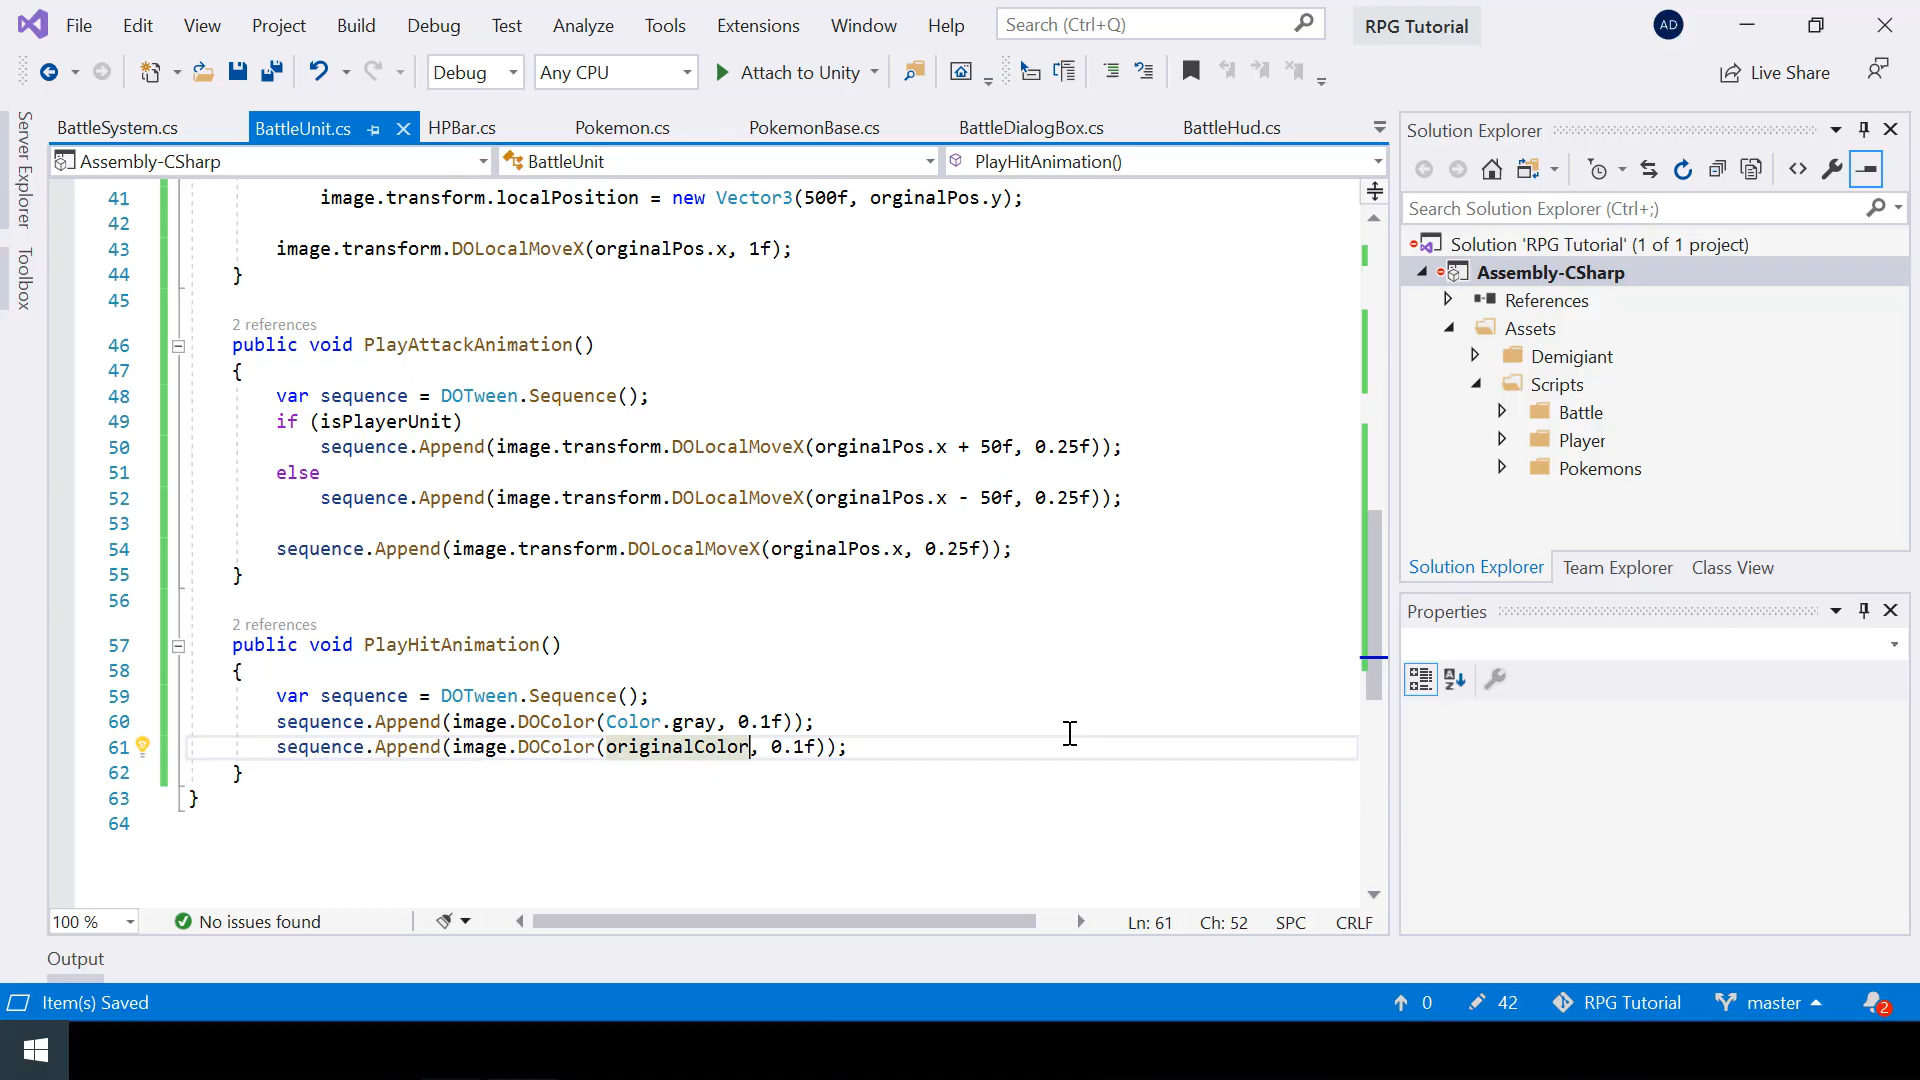 File Edit View Project Build Debug Test Analyze Tools Extensions Window Help Search (Ctrl+Q) RPG Tutorial AD
Debug Any CPU Attach to Unity Live Share
Server Explorer
Toolbox
BattleSystem.cs BattleUnit.cs HPBar.cs Pokemon.cs PokemonBase.cs BattleDialogBox.cs BattleHud.cs
Assembly-CSharp BattleUnit PlayHitAnimation()
41 image.transform.localPosition = new Vector3(500f, orginalPos.y);
42
43 image.transform.DOLocalMoveX(orginalPos.x, 1f);
44 }
45
2 references
46 public void PlayAttackAnimation()
47 {
48 var sequence = DOTween.Sequence();
49 if (isPlayerUnit)
50 sequence.Append(image.transform.DOLocalMoveX(orginalPos.x + 50f, 0.25f));
51 else
52 sequence.Append(image.transform.DOLocalMoveX(orginalPos.x - 50f, 0.25f));
53
54 sequence.Append(image.transform.DOLocalMoveX(orginalPos.x, 0.25f));
55 }
56
2 references
57 public void PlayHitAnimation()
58 {
59 var sequence = DOTween.Sequence();
60 sequence.Append(image.DOColor(Color.gray, 0.1f));
61 sequence.Append(image.DOColor(originalColor, 0.1f));
62 }
63 }
64
100 % No issues found Ln: 61 Ch: 52 SPC CRLF
Output
Solution Explorer
Search Solution Explorer (Ctrl+;)
Solution 'RPG Tutorial' (1 of 1 project)
Assembly-CSharp
References
Assets
Demigiant
Scripts
Battle
Player
Pokemons
Solution Explorer Team Explorer Class View
Properties
Item(s) Saved 0 42 RPG Tutorial master 2